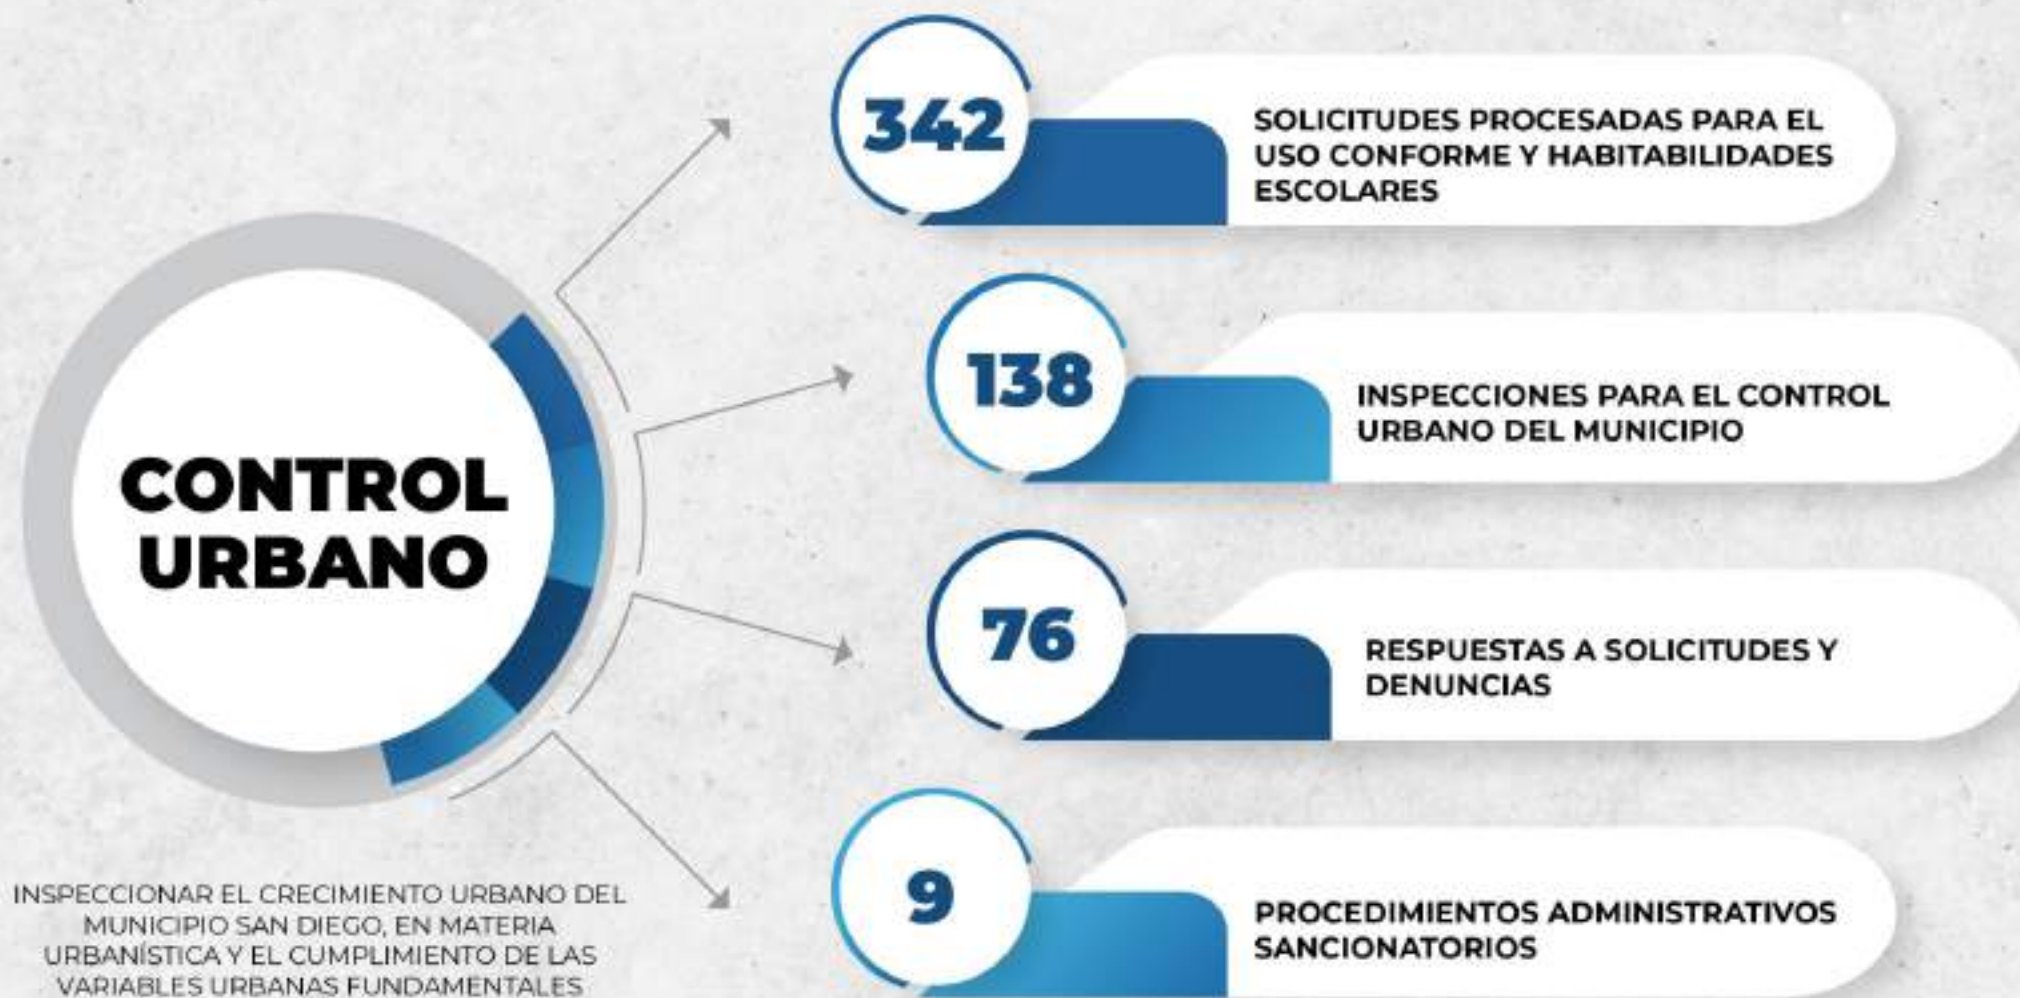 CONTROL
URBANO
INSPECCIONAR EL CRECIMIENTO URBANO DEL
MUNICIPIO SAN DIEGO, EN MATERIA
URBANÍSTICA Y EL CUMPLIMIENTO DE LAS
VARIABLES URBANAS FUNDAMENTALES
342
SOLICITUDES PROCESADAS PARA EL
USO CONFORME Y HABITABILIDADES
ESCOLARES
138
INSPECCIONES PARA EL CONTROL
URBANO DEL MUNICIPIO
76
RESPUESTAS A SOLICITUDES Y
DENUNCIAS
9
PROCEDIMIENTOS ADMINISTRATIVOS
SANCIONATORIOS